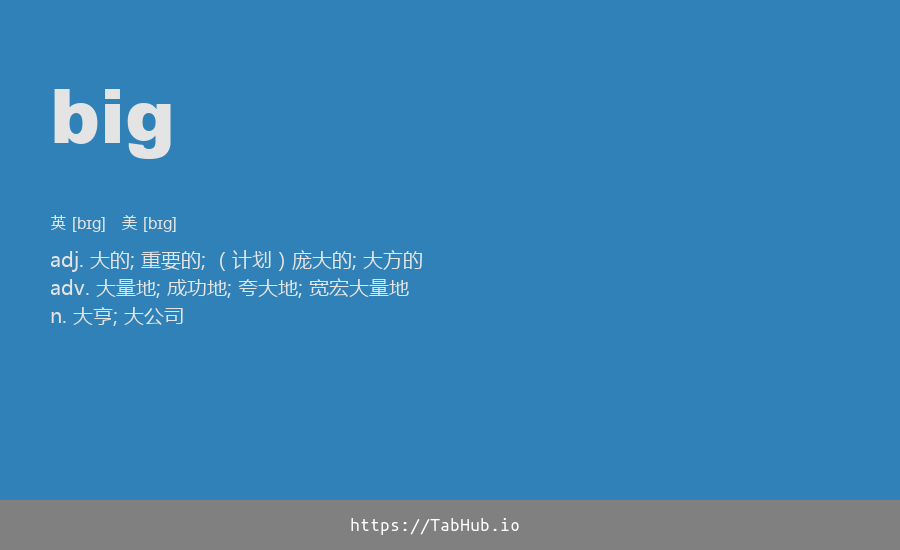 big
英 [bɪg] 美 [bɪg]
adj. 大的; 重要的; （计划）庞大的; 大方的
adv. 大量地; 成功地; 夸大地; 宽宏大量地
n. 大亨; 大公司
https://TabHub.io